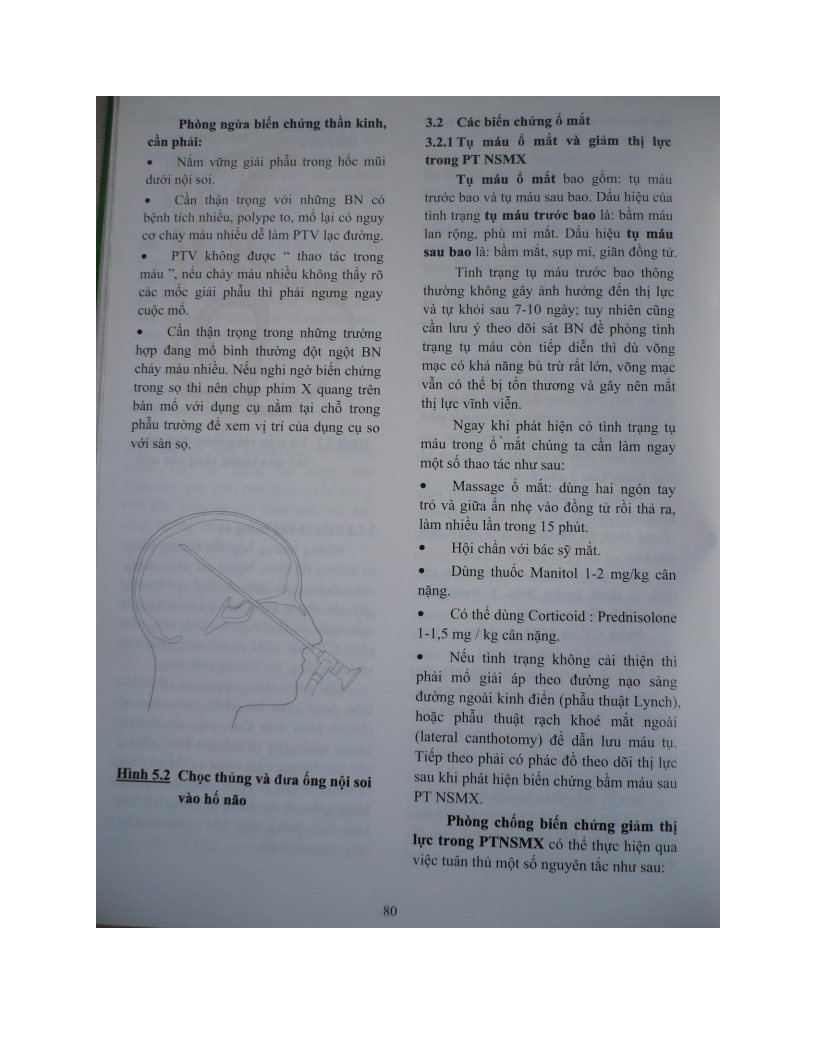 Phòng ngừa biến chứng thần kinh,
cần phải:
• Nắm vững giải phẫu trong hốc mũi
dưới nội soi.
• Cẩn thận trọng với những BN có
bệnh tích nhiều, polype to, mổ lại có nguy
cơ chảy máu nhiều dễ làm PTV lạc đường.
• PTV không được “ thao tác trong
máu ”, nếu chảy máu nhiều không thấy rõ
các mốc giải phẫu thì phải ngưng ngay
cuộc mổ.
• Cẩn thận trọng trong những trường
hợp đang mổ bình thường đột ngột BN
chảy máu nhiều. Nếu nghi ngờ biến chứng
trong sọ thì nên chụp phim X quang trên
bàn mổ với dụng cụ nằm tại chỗ trong
phẫu trường để xem vị trí của dụng cụ so
với sàn sọ.
Hình 5.2 Chọc thủng và đưa ống nội soi
vào hố não
3.2 Các biến chứng ổ mắt
3.2.1 Tụ máu ổ mắt và giảm thị lực
trong PT NSMX
Tụ máu ổ mắt bao gồm: tụ máu
trước bao và tụ máu sau bao. Dấu hiệu của
tình trạng tụ máu trước bao là: bầm máu
lan rộng, phù mi mắt. Dấu hiệu tụ máu
sau bao là: bầm mắt, sụp mí, giãn đồng tử.
Tình trạng tụ máu trước bao thông
thường không gây ảnh hưởng đến thị lực
và tự khỏi sau 7-10 ngày; tuy nhiên cũng
cần lưu ý theo dõi sát BN đề phòng tình
trạng tụ máu còn tiếp diễn thì dù võng
mạc có khả năng bù trừ rất lớn, võng mạc
vẫn có thể bị tổn thương và gây nên mất
thị lực vĩnh viễn.
Ngay khi phát hiện có tình trạng tụ
máu trong ổ mắt chúng ta cần làm ngay
một số thao tác như sau:
• Massage ổ mắt: dùng hai ngón tay
trỏ và giữa ấn nhẹ vào đồng tử rồi thả ra,
làm nhiều lần trong 15 phút.
• Hội chẩn với bác sỹ mắt.
• Dùng thuốc Manitol 1-2 mg/kg cân
nặng.
• Có thể dùng Corticoid : Prednisolone
1-1,5 mg / kg cân nặng.
• Nếu tình trạng không cải thiện thì
phải mổ giải áp theo đường nạo sàng
đường ngoài kinh điển (phẫu thuật Lynch),
hoặc phẫu thuật rạch khoé mắt ngoài
(lateral canthotomy) để dẫn lưu máu tụ.
Tiếp theo phải có phác đồ theo dõi thị lực
sau khi phát hiện biến chứng bầm máu sau
PT NSMX.
Phòng chống biến chứng giảm thị
lực trong PTNSMX có thể thực hiện qua
việc tuân thủ một số nguyên tắc như sau:
80